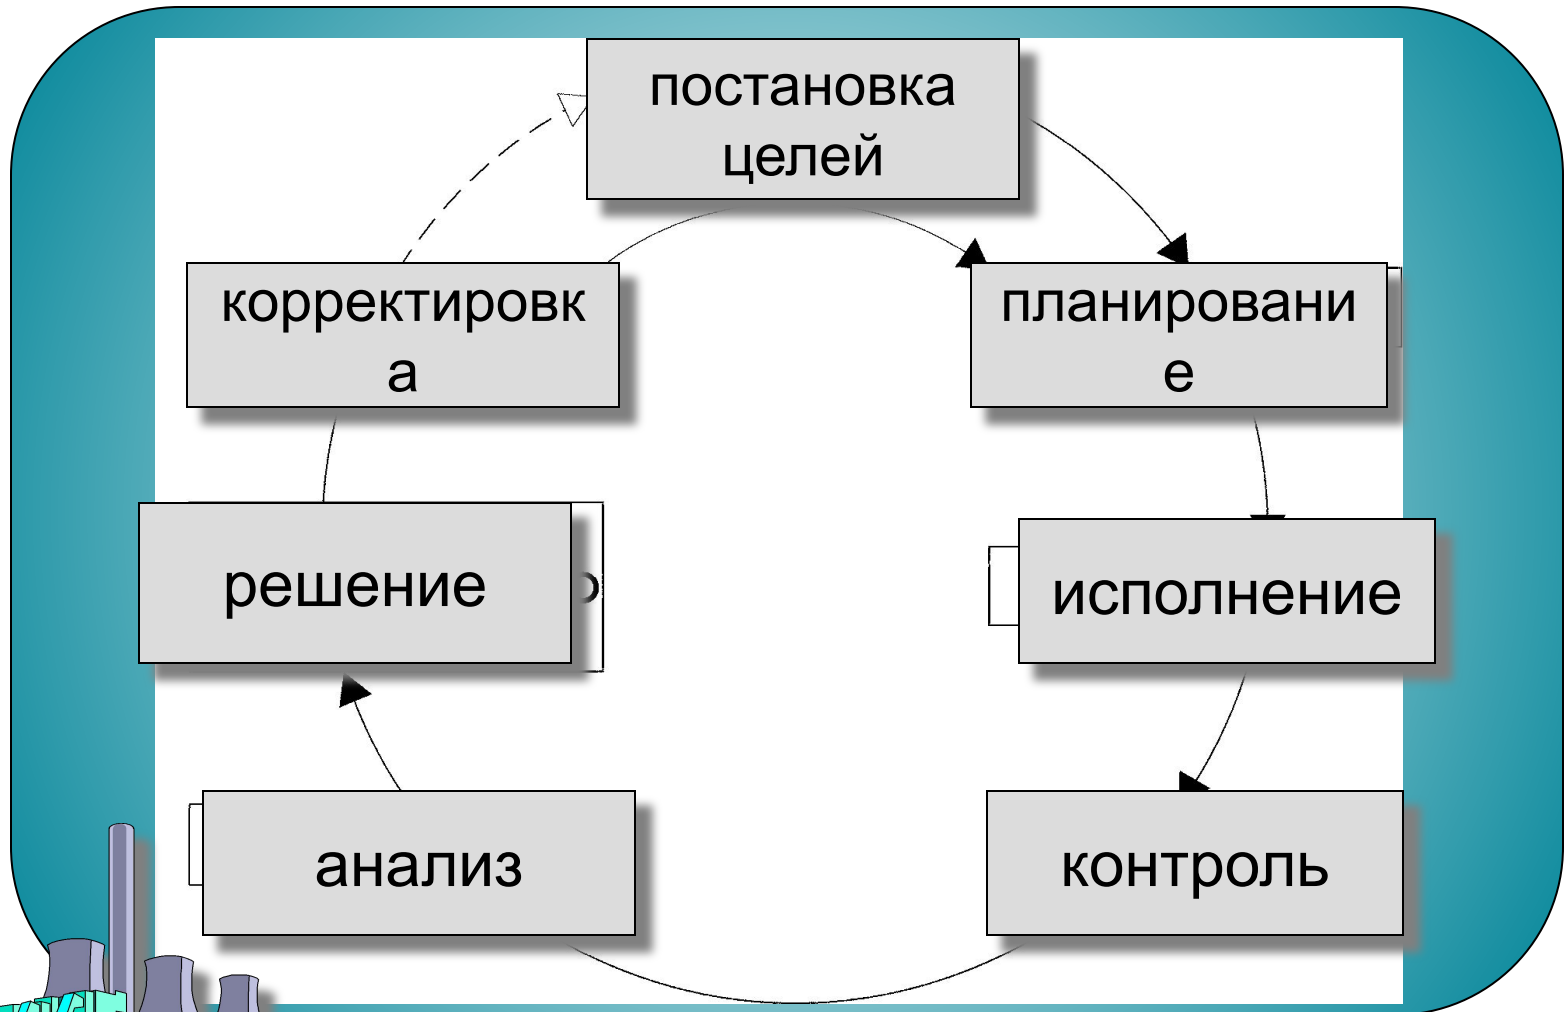 постановка
целей
корректировк
а
планировани
е
решение
исполнение
анализ
контроль